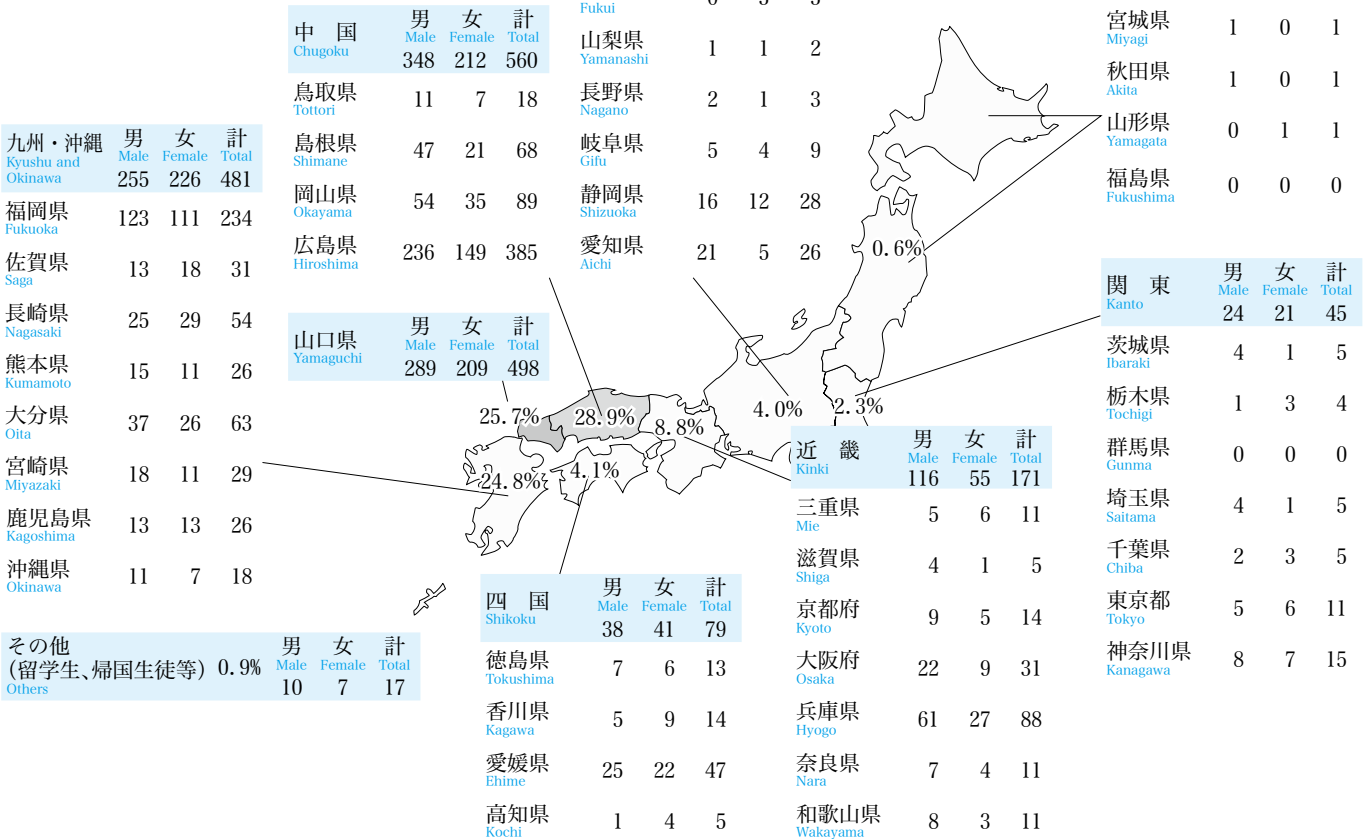 中 国 男 女 計
Chugoku Male Female Total
348 212 560
鳥取県 11 7 18
Tottori
島根県 47 21 68
Shimane
岡山県 54 35 89
Okayama
広島県 236 149 385
Hiroshima
山口県 男 女 計
Yamaguchi Male Female Total
289 209 498
九州・沖縄 男 女 計
Kyushu and Male Female Total
Okinawa 255 226 481
福岡県 123 111 234
Fukuoka
佐賀県 13 18 31
Saga
長崎県 25 29 54
Nagasaki
熊本県 15 11 26
Kumamoto
大分県 37 26 63
Oita
宮崎県 18 11 29
Miyazaki
鹿児島県 13 13 26
Kagoshima
沖縄県 11 7 18
Okinawa
その他 男 女 計
(留学生、帰国生徒等) 0.9% Male Female Total
Others 10 7 17
Fukui
山梨県 1 1 2
Yamanashi
長野県 2 1 3
Nagano
岐阜県 5 4 9
Gifu
静岡県 16 12 28
Shizuoka
愛知県 21 5 26
Aichi
0.6%
4.0%
2.3%
25.7%
28.9%
8.8%
4.1%
24.8%
四 国 男 女 計
Shikoku Male Female Total
38 41 79
徳島県 7 6 13
Tokushima
香川県 5 9 14
Kagawa
愛媛県 25 22 47
Ehime
高知県 1 4 5
Kochi
近 畿 男 女 計
Kinki Male Female Total
116 55 171
三重県 5 6 11
Mie
滋賀県 4 1 5
Shiga
京都府 9 5 14
Kyoto
大阪府 22 9 31
Osaka
兵庫県 61 27 88
Hyogo
奈良県 7 4 11
Nara
和歌山県 8 3 11
Wakayama
宮城県 1 0 1
Miyagi
秋田県 1 0 1
Akita
山形県 0 1 1
Yamagata
福島県 0 0 0
Fukushima
関 東 男 女 計
Kanto Male Female Total
24 21 45
茨城県 4 1 5
Ibaraki
栃木県 1 3 4
Tochigi
群馬県 0 0 0
Gunma
埼玉県 4 1 5
Saitama
千葉県 2 3 5
Chiba
東京都 5 6 11
Tokyo
神奈川県 8 7 15
Kanagawa